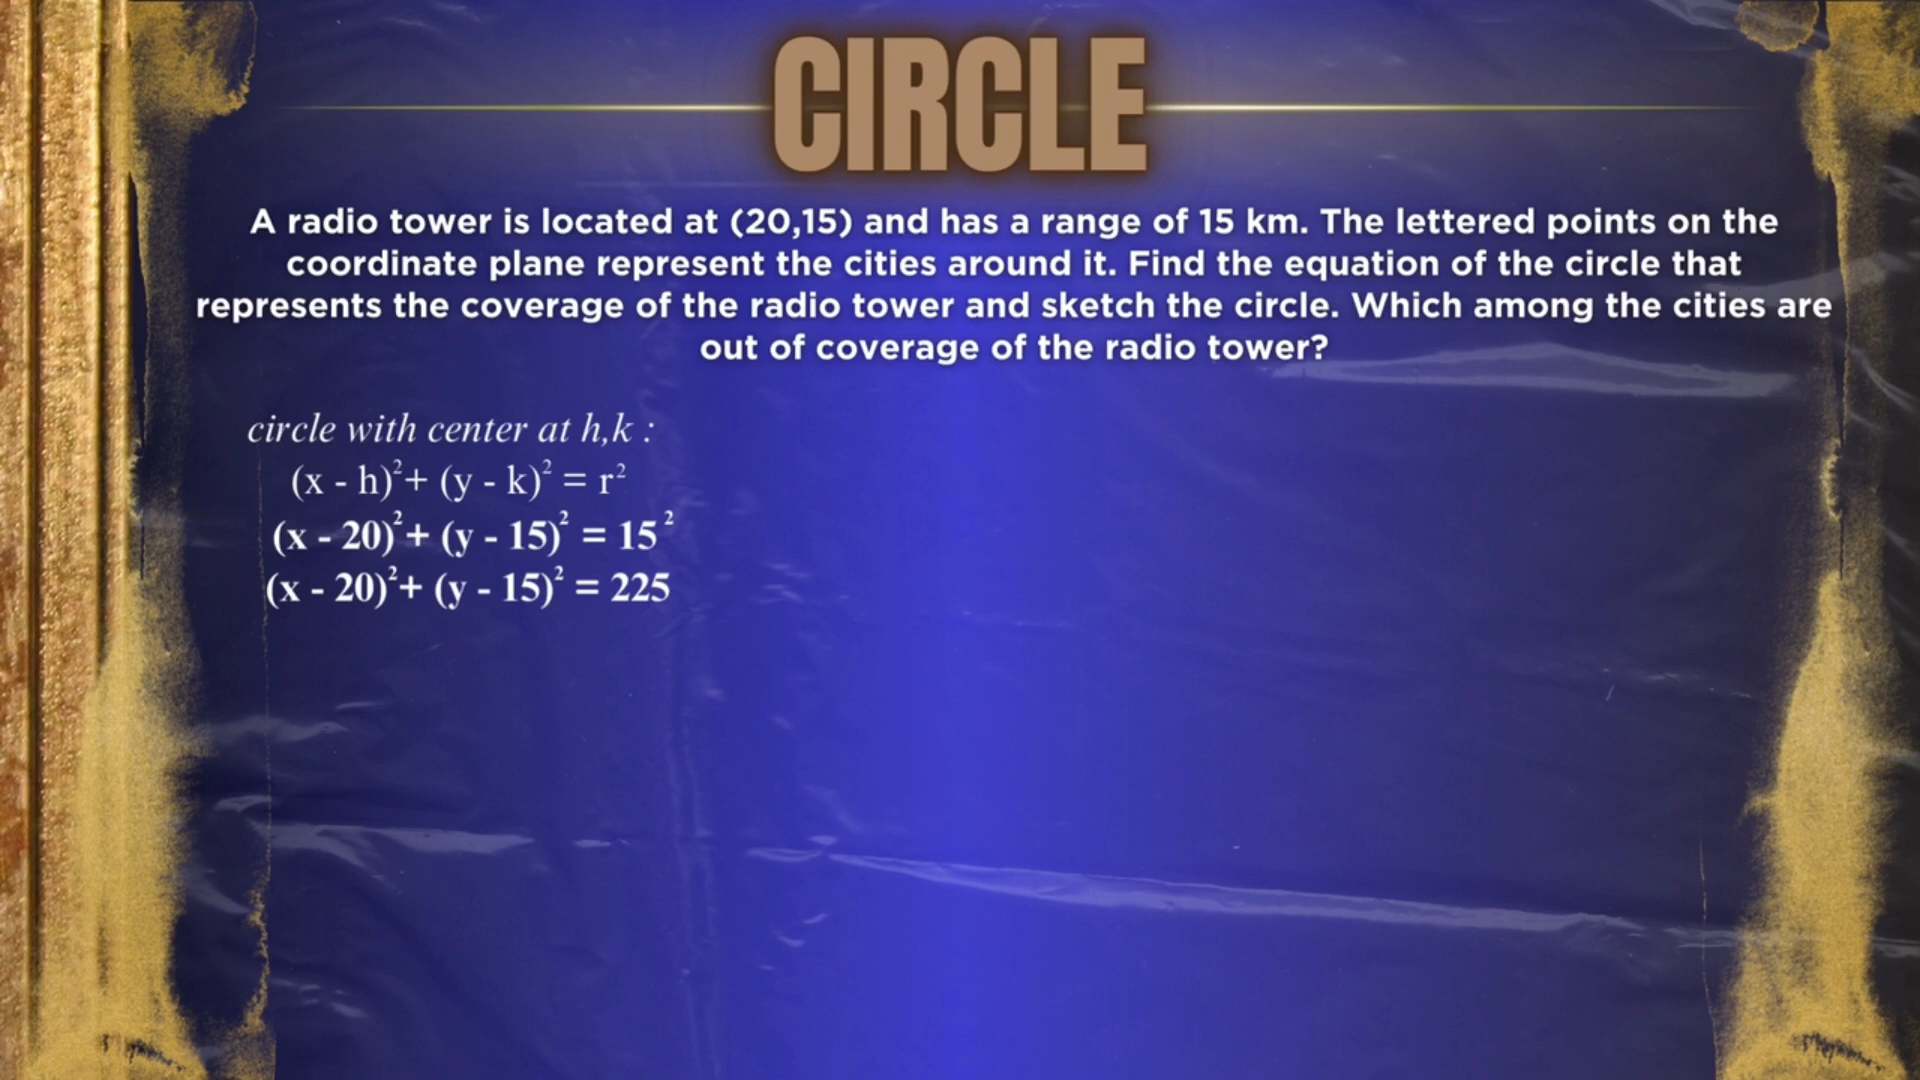 CIRCLE
A radio tower is located at (20,15) and has a range of 15 km. The lettered points on the
coordinate plane represent the cities around it. Find the equation of the circle that
represents the coverage of the radio tower and sketch the circle. Which among the cities are
out of coverage of the radio tower?
circle with center at h,k :
(x - h)²+ (y - k)² = r²
(x - 20)²+ (y - 15)² = 15²
(x - 20)²+ (y - 15)² = 225